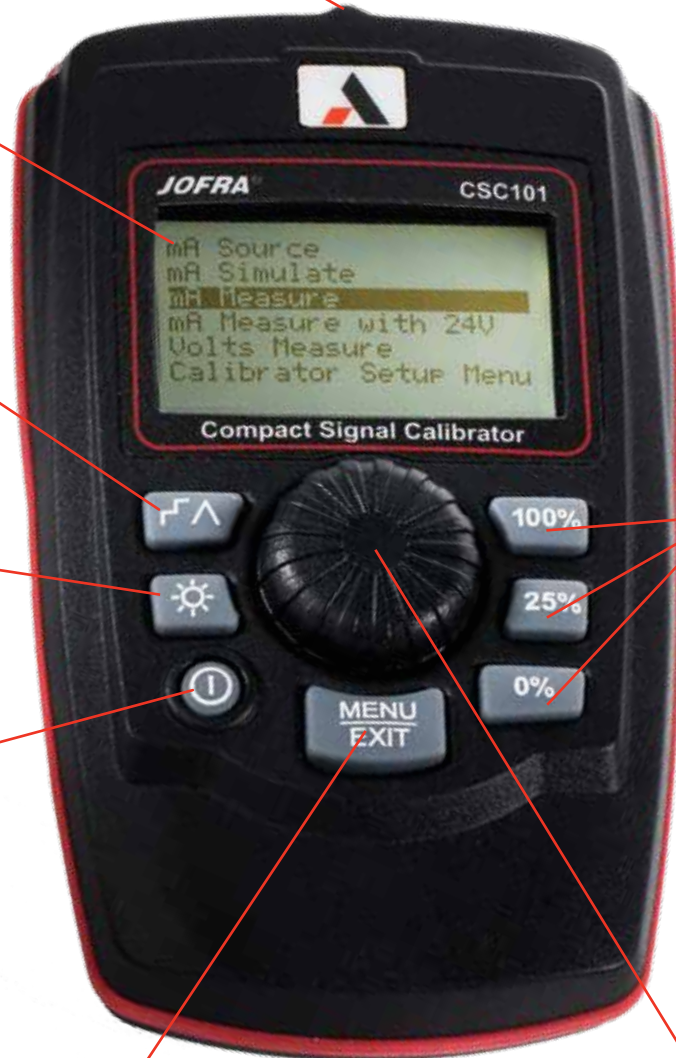 JOFRA
CSC101
mA Source
mA Simulate
mA Measure
mA Measure with 24V
Volts Measure
Calibrator Setup Menu
Compact Signal Calibrator
100%
25%
0%
MENU
EXIT